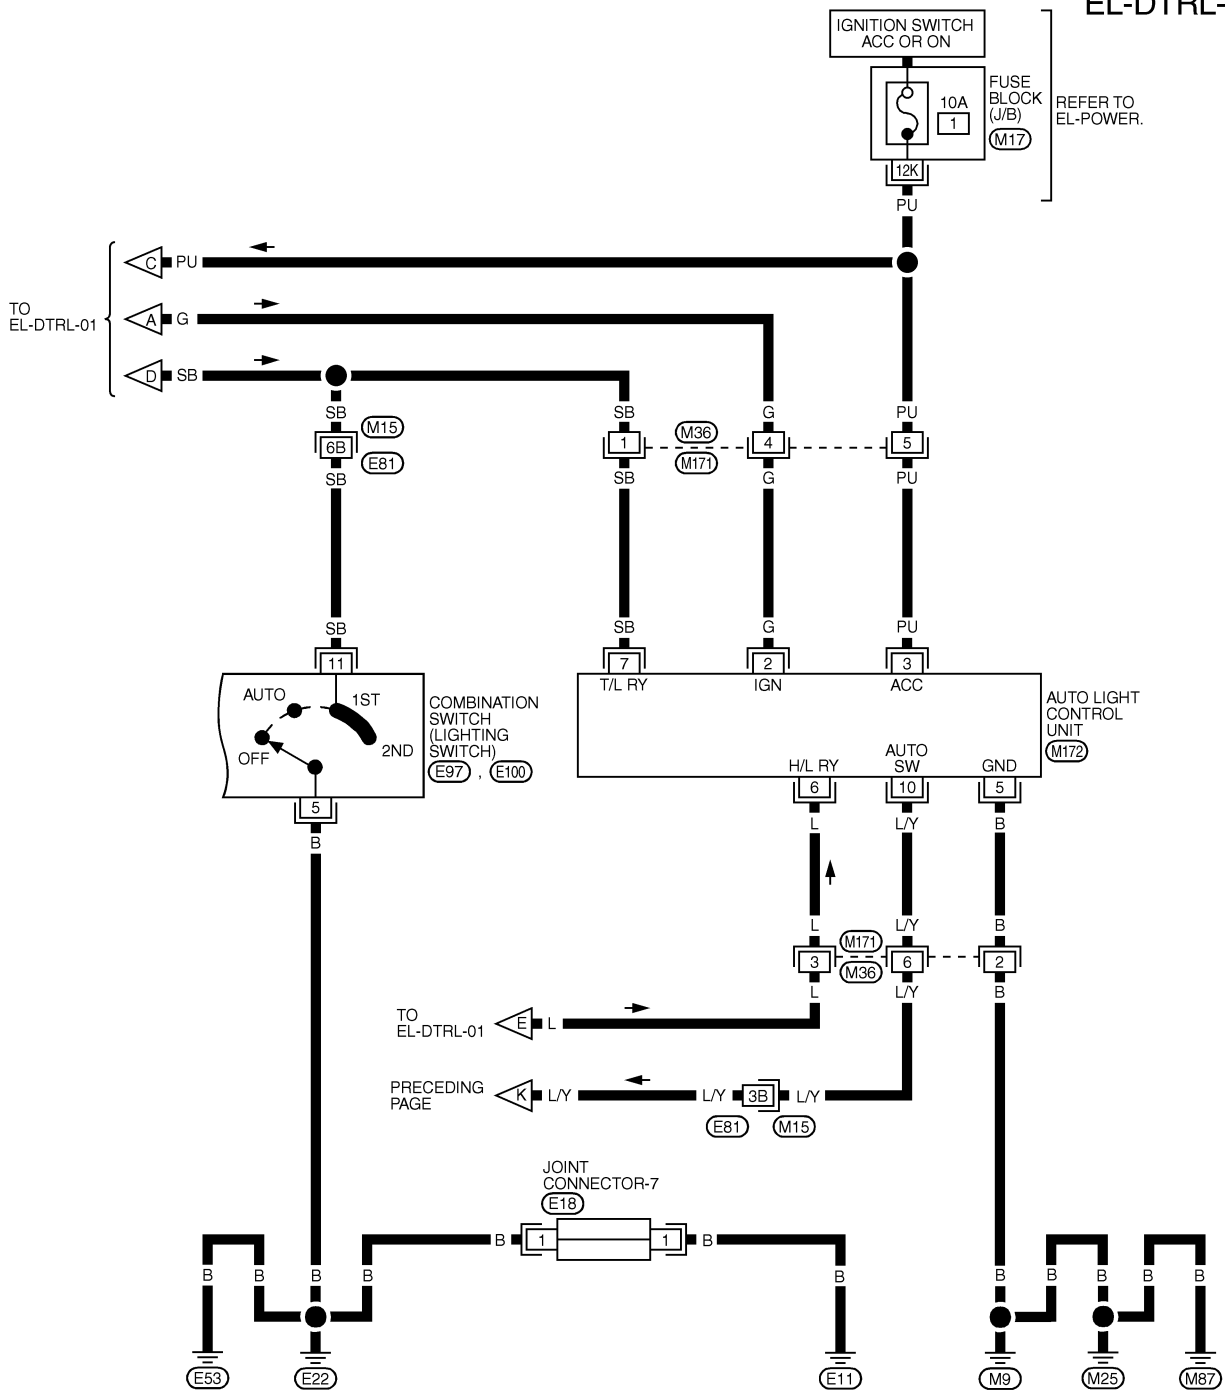 EL-DTRL-
IGNITION SWITCH
ACC OR ON
FUSE
BLOCK
(J/B)
M17
10A
1
REFER TO
EL-POWER.
12K
PU
C PU
TO
EL-DTRL-01
A G
D SB
SB SB G PU
M15
6B
E81
1 M36 4 5
M171
SB SB G PU
SB SB G PU
11 7 2 3
T/L RY IGN ACC
AUTO 1ST
OFF 2ND
COMBINATION
SWITCH
(LIGHTING
SWITCH)
E97 , E100
AUTO LIGHT
CONTROL
UNIT
M172
H/L RY AUTO
SW GND
5 6 10 5
B L L/Y B
L L/Y B
M171
3 6 2
M36
L L/Y B
TO
EL-DTRL-01
E L
PRECEDING
PAGE
K L/Y L/Y 3B L/Y
E81 M15
JOINT
CONNECTOR-7
E18
B 1 1 B
B B B B B B B B B B
E53 E22 E11 M9 M25 M87